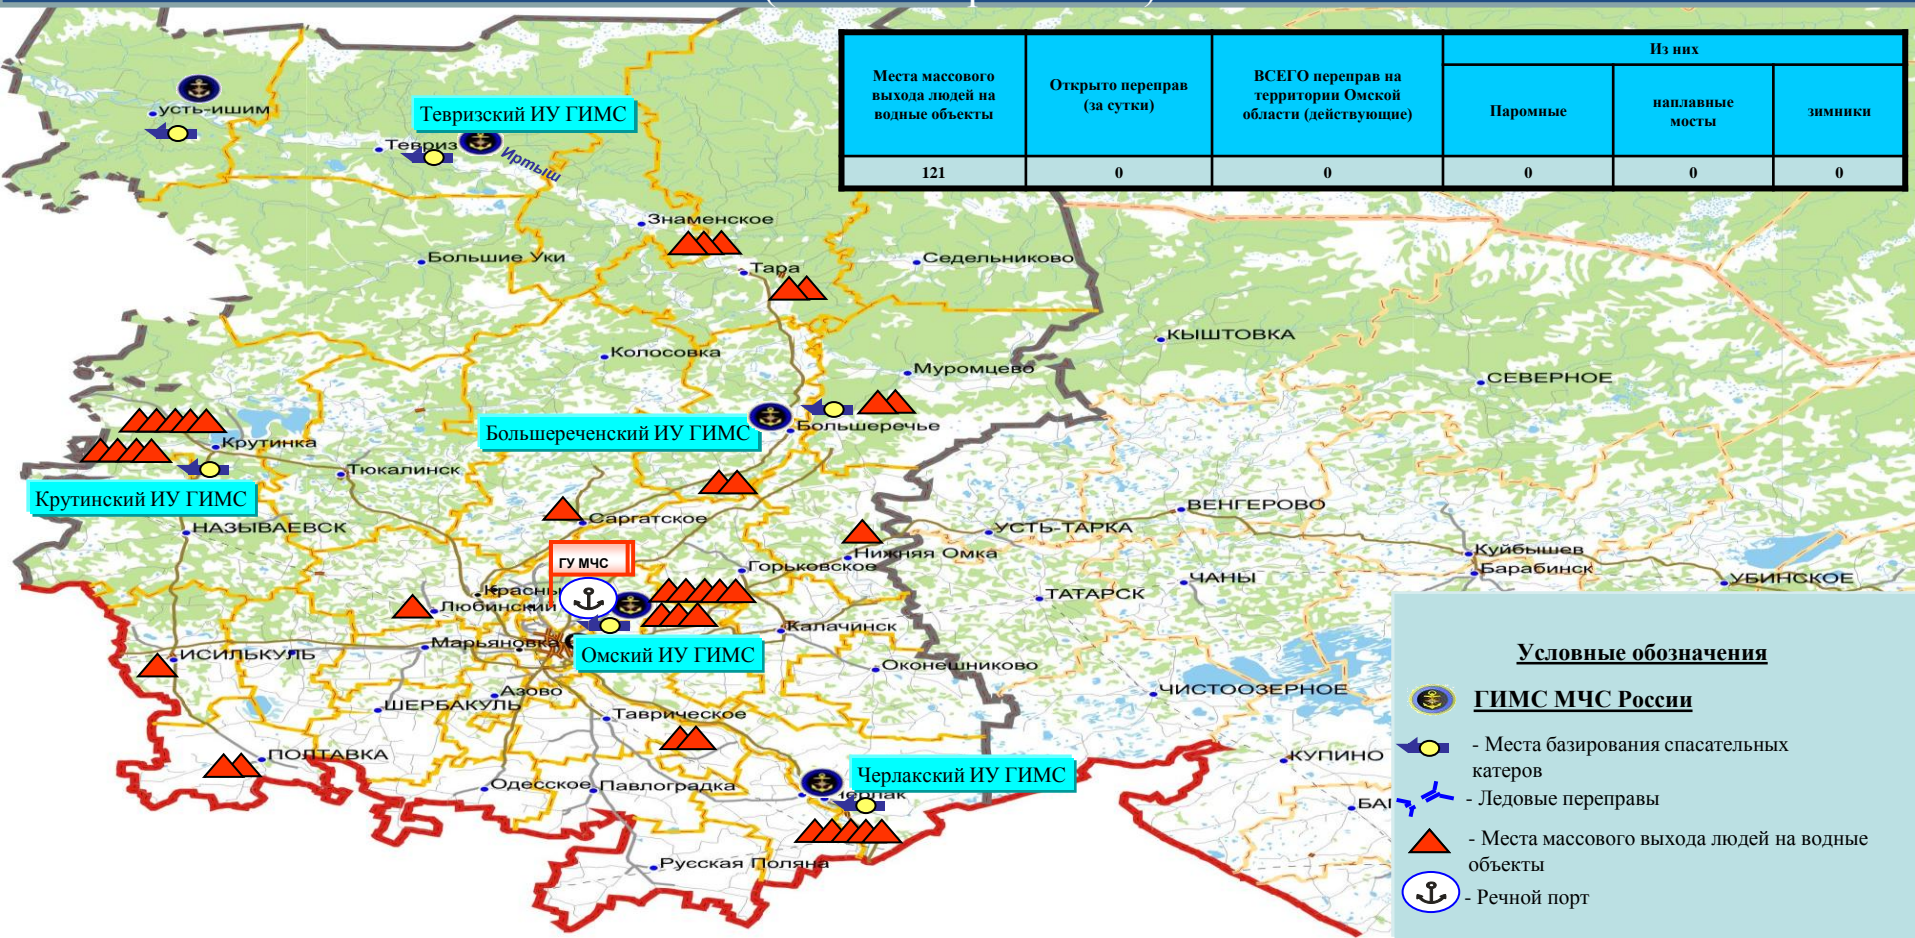 Места массового
выхода людей на
водные объекты
Открыто переправ
(за сутки)
ВСЕГО переправ на
территории Омской
области (действующие)
Из них
Паромные
наплавные
мосты
зимники
121
0
0
0
0
0
усть-ишим
Тевризский ИУ ГИМС
Тевриз
Иртыш
Знаменское
Большие Уки
Тара
Седельниково
КЫШТОВКА
Колосовка
Муромцево
СЕВЕРНОЕ
Большереченский ИУ ГИМС
Большеречье
Крутинка
Тюкалинск
Крутинский ИУ ГИМС
НАЗЫВАЕВСК
Саргатское
ВЕНГЕРОВО
УСТЬ-ТАРКА
Нижняя Омка
Куйбышев
Барабинск
ГУ МЧС
Горьковское
ЧАНЫ
УБИНСКОЕ
Красны
Любинский
ТАТАРСК
Калачинск
Марьяновка
Омский ИУ ГИМС
ИСИЛЬКУЛЬ
Оконешниково
Азово
ЧИСТООЗЕРНОЕ
ШЕРБАКУЛЬ
Таврическое
ПОЛТАВКА
КУПИНО
Черлакский ИУ ГИМС
Одесское
Павлоградка
Черлак
БАГ
Русская Поляна
Условные обозначения
ГИМС МЧС России
- Места базирования спасательных
катеров
- Ледовые переправы
- Места массового выхода людей на водные
объекты
- Речной порт